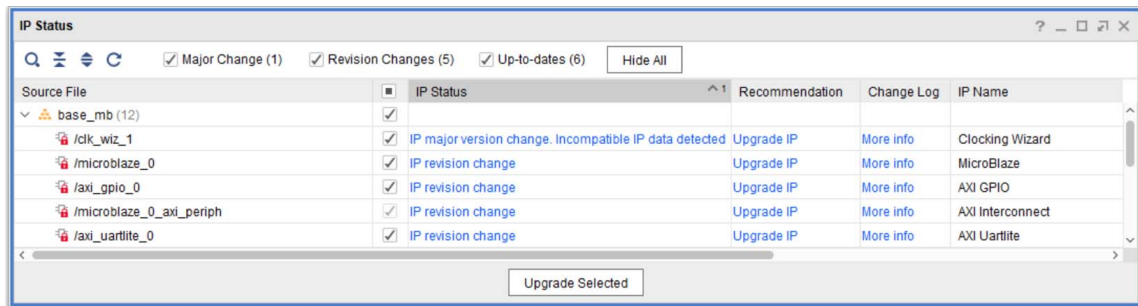 IP Status
Major Change (1) Revision Changes (5) Up-to-dates (6) Hide All
Source File IP Status 1 Recommendation Change Log IP Name
base_mb (12)
/clk_wiz_1 IP major version change. Incompatible IP data detected Upgrade IP More info Clocking Wizard
/microblaze_0 IP revision change Upgrade IP More info MicroBlaze
/axi_gpio_0 IP revision change Upgrade IP More info AXI GPIO
/microblaze_0_axi_periph IP revision change Upgrade IP More info AXI Interconnect
/axi_uartlite_0 IP revision change Upgrade IP More info AXI Uartlite
Upgrade Selected